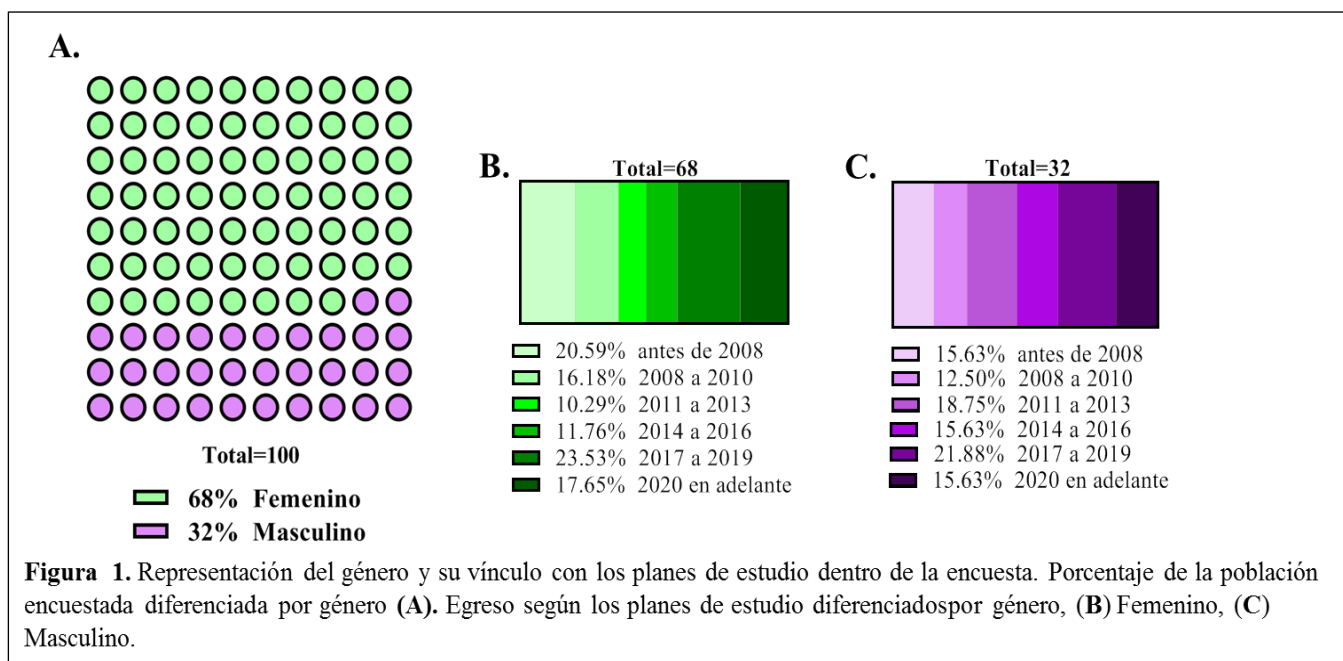 A.
Total=100
68% Femenino
32% Masculino
B.
Total=68
20.59% antes de 2008
16.18% 2008 a 2010
10.29% 2011 a 2013
11.76% 2014 a 2016
23.53% 2017 a 2019
17.65% 2020 en adelante
C.
Total=32
15.63% antes de 2008
12.50% 2008 a 2010
18.75% 2011 a 2013
15.63% 2014 a 2016
21.88% 2017 a 2019
15.63% 2020 en adelante
Figura 1. Representación del género y su vínculo con los planes de estudio dentro de la encuesta. Porcentaje de la población
encuestada diferenciada por género (A). Egreso según los planes de estudio diferenciadospor género, (B) Femenino, (C)
Masculino.